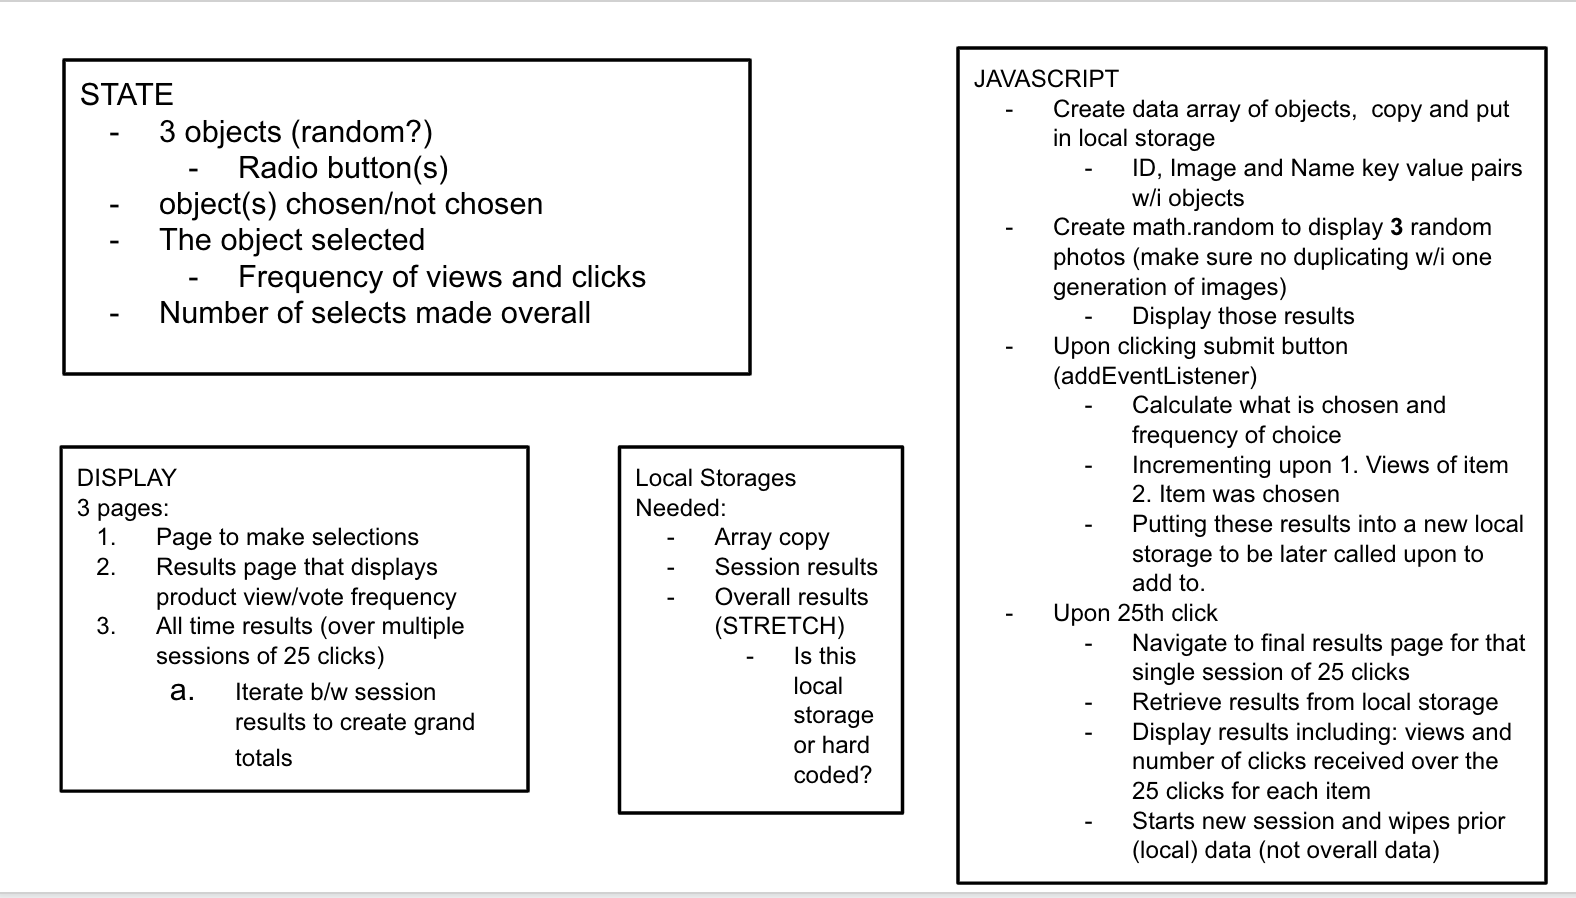 STATE
- 3 objects (random?)
- Radio button(s)
- object(s) chosen/not chosen
- The object selected
- Frequency of views and clicks
- Number of selects made overall
DISPLAY
3 pages:
1. Page to make selections
2. Results page that displays
product view/vote frequency
3. All time results (over multiple
sessions of 25 clicks)
a. Iterate b/w session
results to create grand
totals
Local Storages
Needed:
- Array copy
- Session results
- Overall results
(STRETCH)
- Is this
local
storage
or hard
coded?
JAVASCRIPT
- Create data array of objects,  copy and put
in local storage
- ID, Image and Name key value pairs
w/i objects
- Create math.random to display 3 random
photos (make sure no duplicating w/i one
generation of images)
- Display those results
- Upon clicking submit button
(addEventListener)
- Calculate what is chosen and
frequency of choice
- Incrementing upon 1. Views of item
2. Item was chosen
- Putting these results into a new local
storage to be later called upon to
add to.
- Upon 25th click
- Navigate to final results page for that
single session of 25 clicks
- Retrieve results from local storage
- Display results including: views and
number of clicks received over the
25 clicks for each item
- Starts new session and wipes prior
(local) data (not overall data)